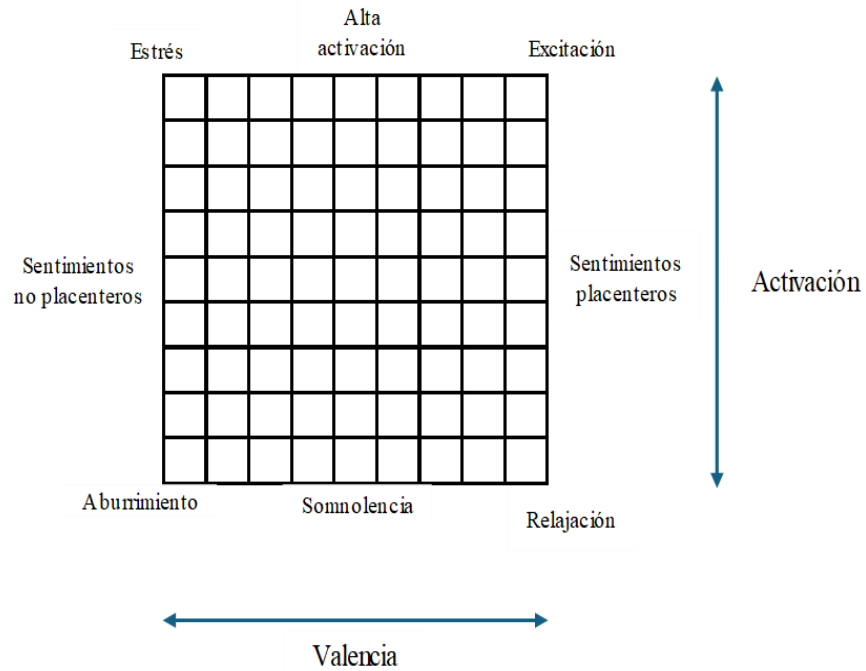 Alta
activación
Estrés
Excitación
Sentimientos
no placenteros
Sentimientos
placenteros
Activación
Aburrimiento
Somnolencia
Relajación
Valencia